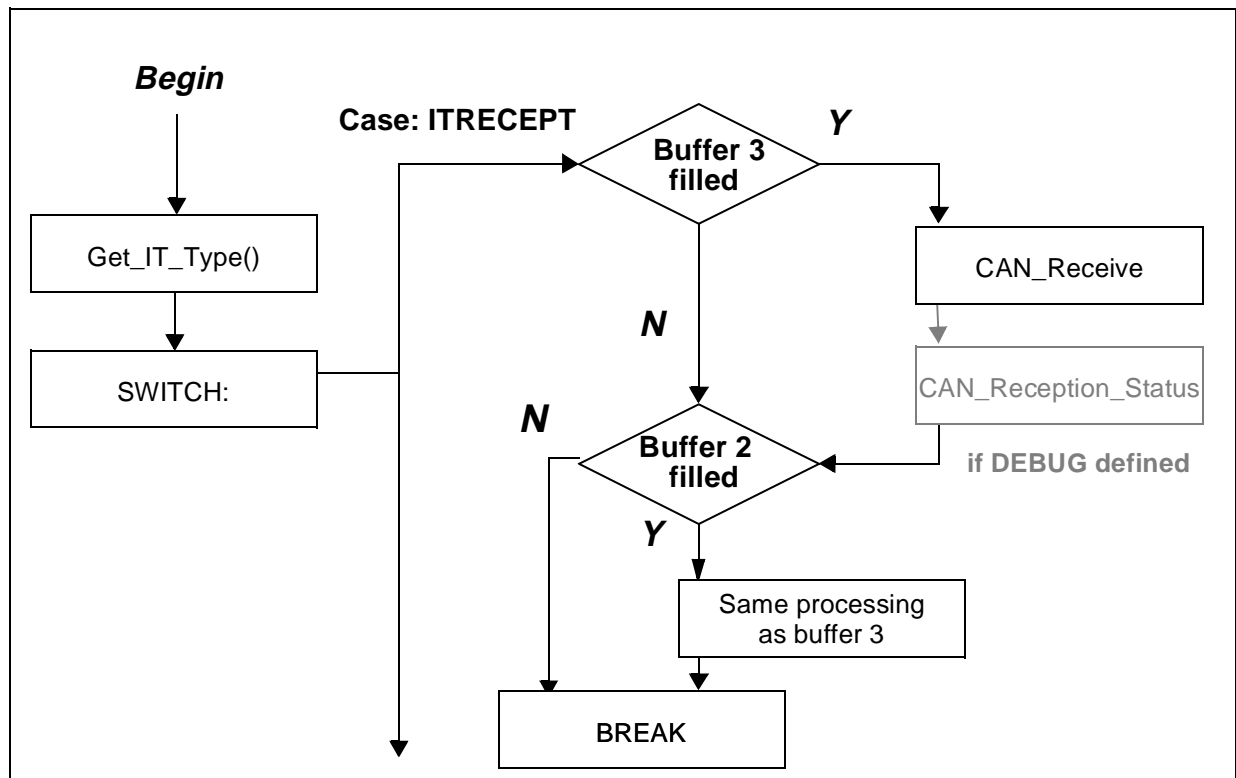 Begin
Get_IT_Type()
SWITCH:
Case: ITRECEPT
Buffer 3
filled
Y
CAN_Receive
CAN_Reception_Status
if DEBUG defined
N
Buffer 2
filled
N
Y
Same processing
as buffer 3
BREAK